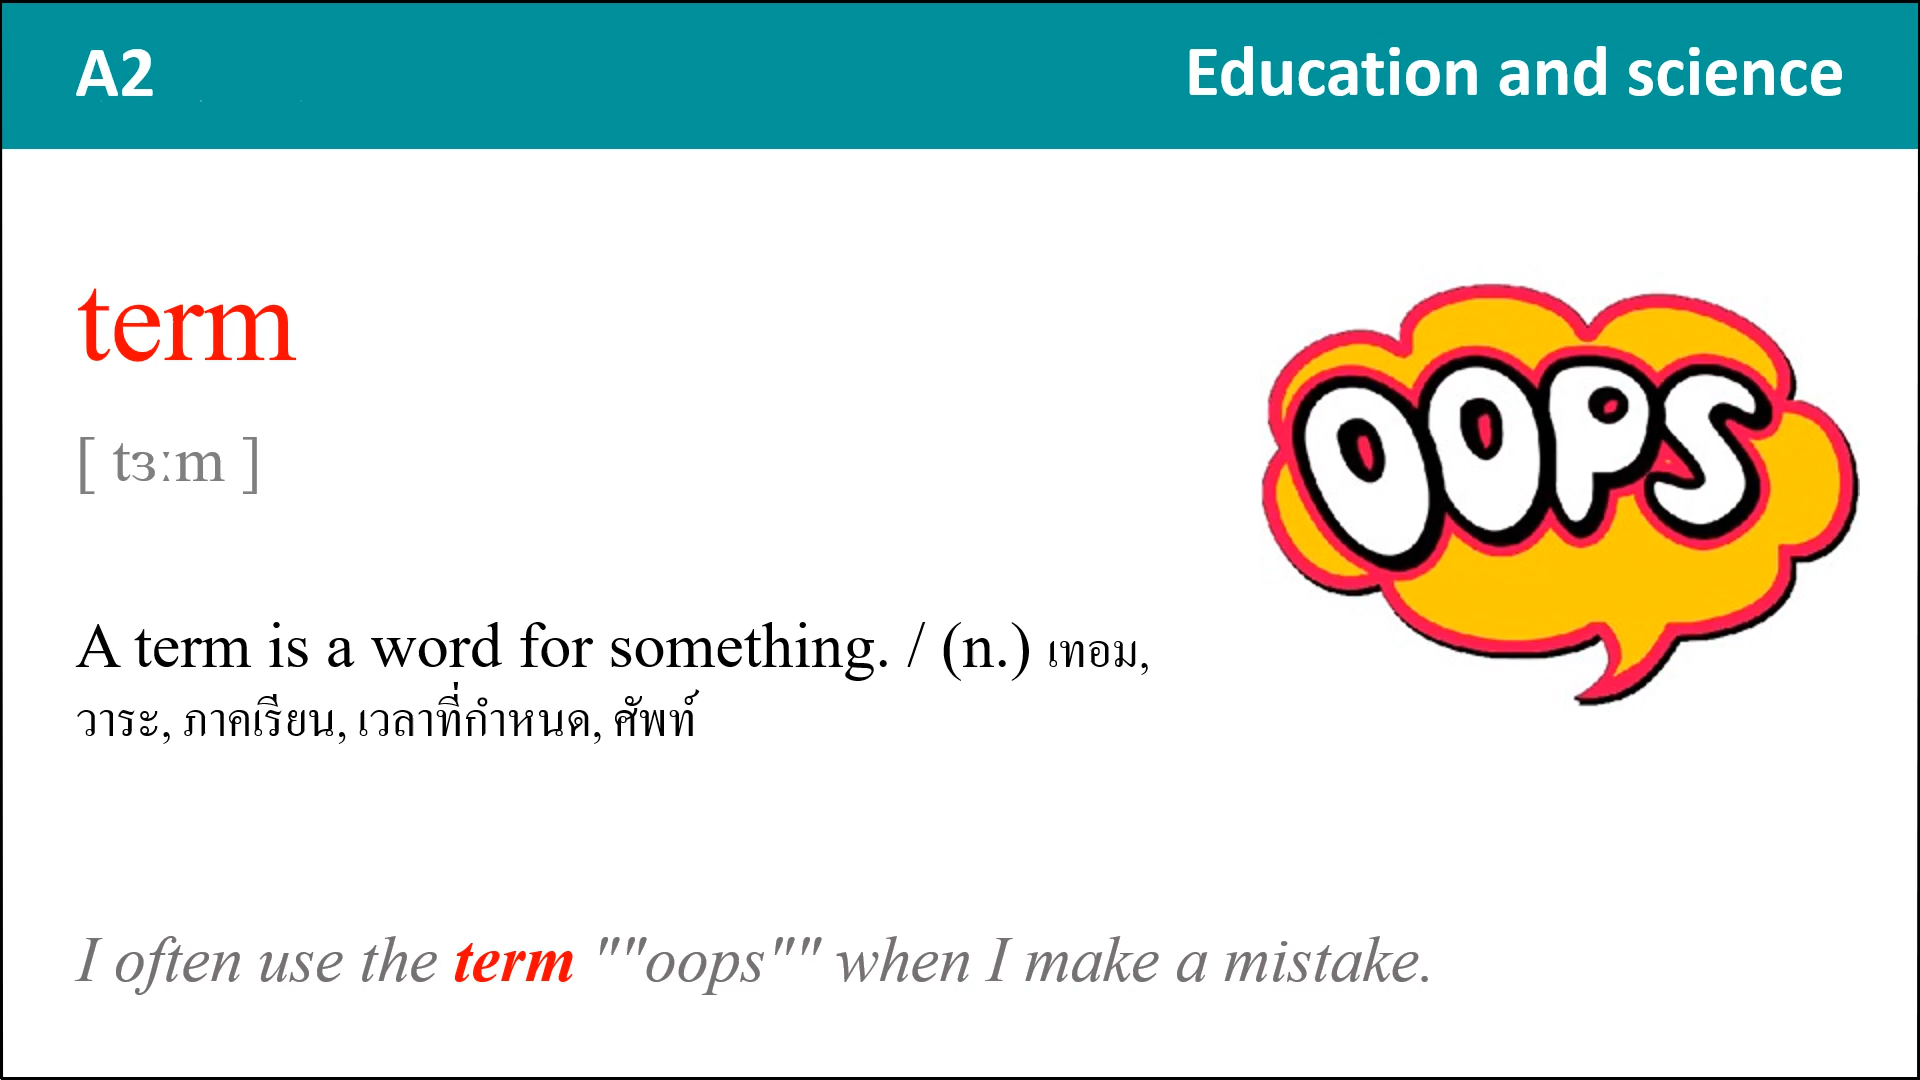 A2
Education and science
term
[ tɜːm ]
OOPS
A term is a word for something. / (n.) เทอม,
วาระ, ภาคเรียน, เวลาที่กำหนด, ศัพท์
I often use the term ""oops"" when I make a mistake.